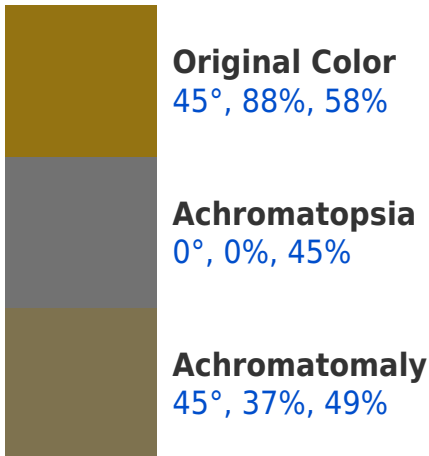 Original Color
45°, 88%, 58%
Achromatopsia
0°, 0%, 45%
Achromatomaly
45°, 37%, 49%